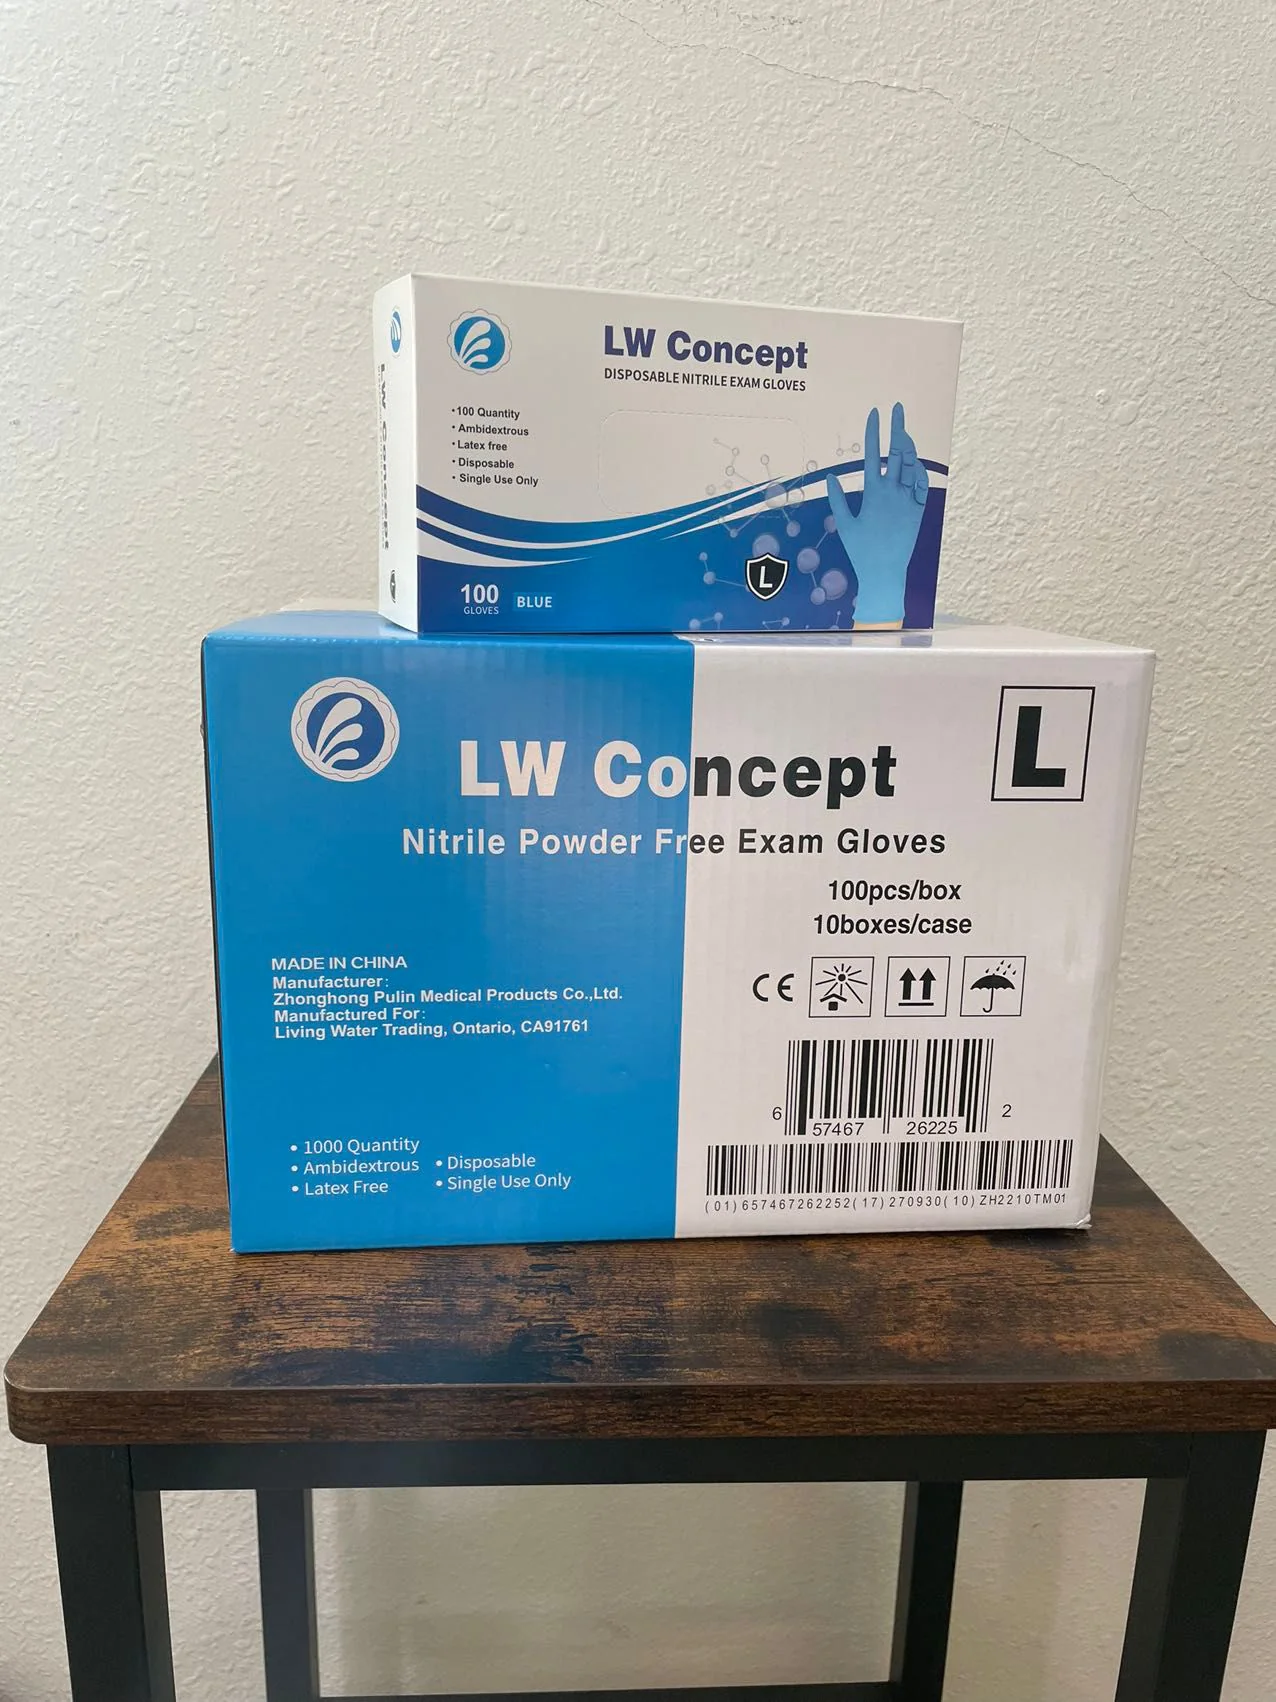 LW Concept
DISPOSABLE NITRILE EXAM GLOVES
•100 Quantity
• Ambidextrous
•Latex free
• Disposable
• Single Use Only
100
GLOVES
BLUE
L
LW Concept
LW Concept
L
Nitrile Powder Free Exam Gloves
100pcs/box
10boxes/case
MADE IN CHINA
Manufacturer:
Zhonghong Pulin Medical Products Co.,Ltd.
Manufactured For:
Living Water Trading, Ontario, CA91761
CE
6 57467 26225 2
(01)657467262252(17)270930(10)ZH2210TM01
• 1000 Quantity
• Ambidextrous
• Latex Free
• Disposable
• Single Use Only